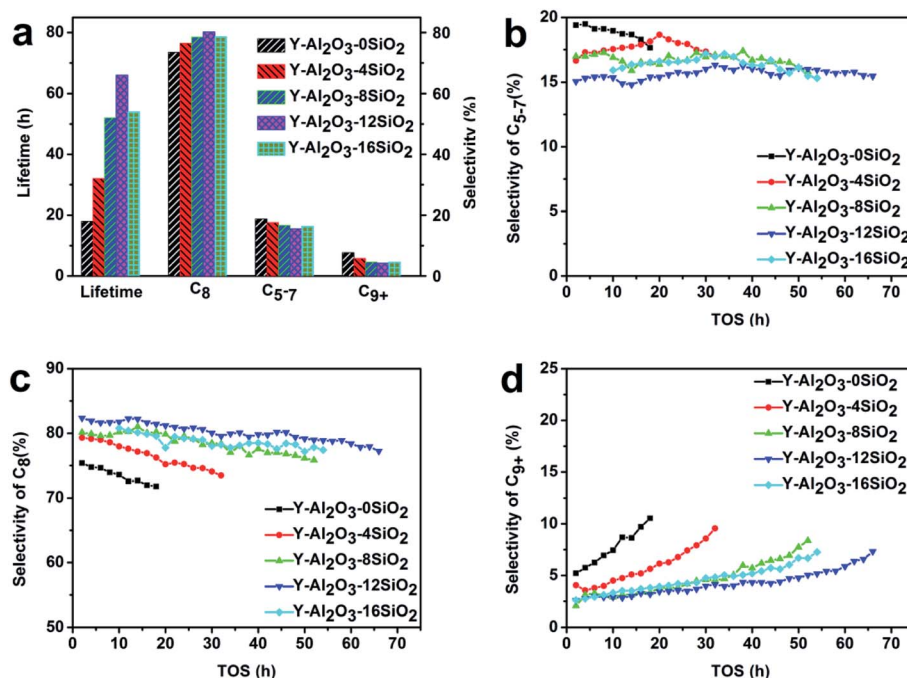 a
Lifetime (h)
80
60
40
20
0
Lifetime
C8
C5-7
C9+
80
60
40
20
0
Selectivity (%)
Y-Al2O3-0SiO2
Y-Al2O3-4SiO2
Y-Al2O3-8SiO2
Y-Al2O3-12SiO2
Y-Al2O3-16SiO2
b
Selectivity of C5-7(%)
20
15
10
5
0
0 10 20 30 40 50 60 70
TOS (h)
Y-Al2O3-0SiO2
Y-Al2O3-4SiO2
Y-Al2O3-8SiO2
Y-Al2O3-12SiO2
Y-Al2O3-16SiO2
c
Selectivity of C8(%)
90
80
70
60
50
0 10 20 30 40 50 60 70
TOS (h)
Y-Al2O3-0SiO2
Y-Al2O3-4SiO2
Y-Al2O3-8SiO2
Y-Al2O3-12SiO2
Y-Al2O3-16SiO2
d
Selectivity of C9+ (%)
25
20
15
10
5
0
0 10 20 30 40 50 60 70
TOS (h)
Y-Al2O3-0SiO2
Y-Al2O3-4SiO2
Y-Al2O3-8SiO2
Y-Al2O3-12SiO2
Y-Al2O3-16SiO2